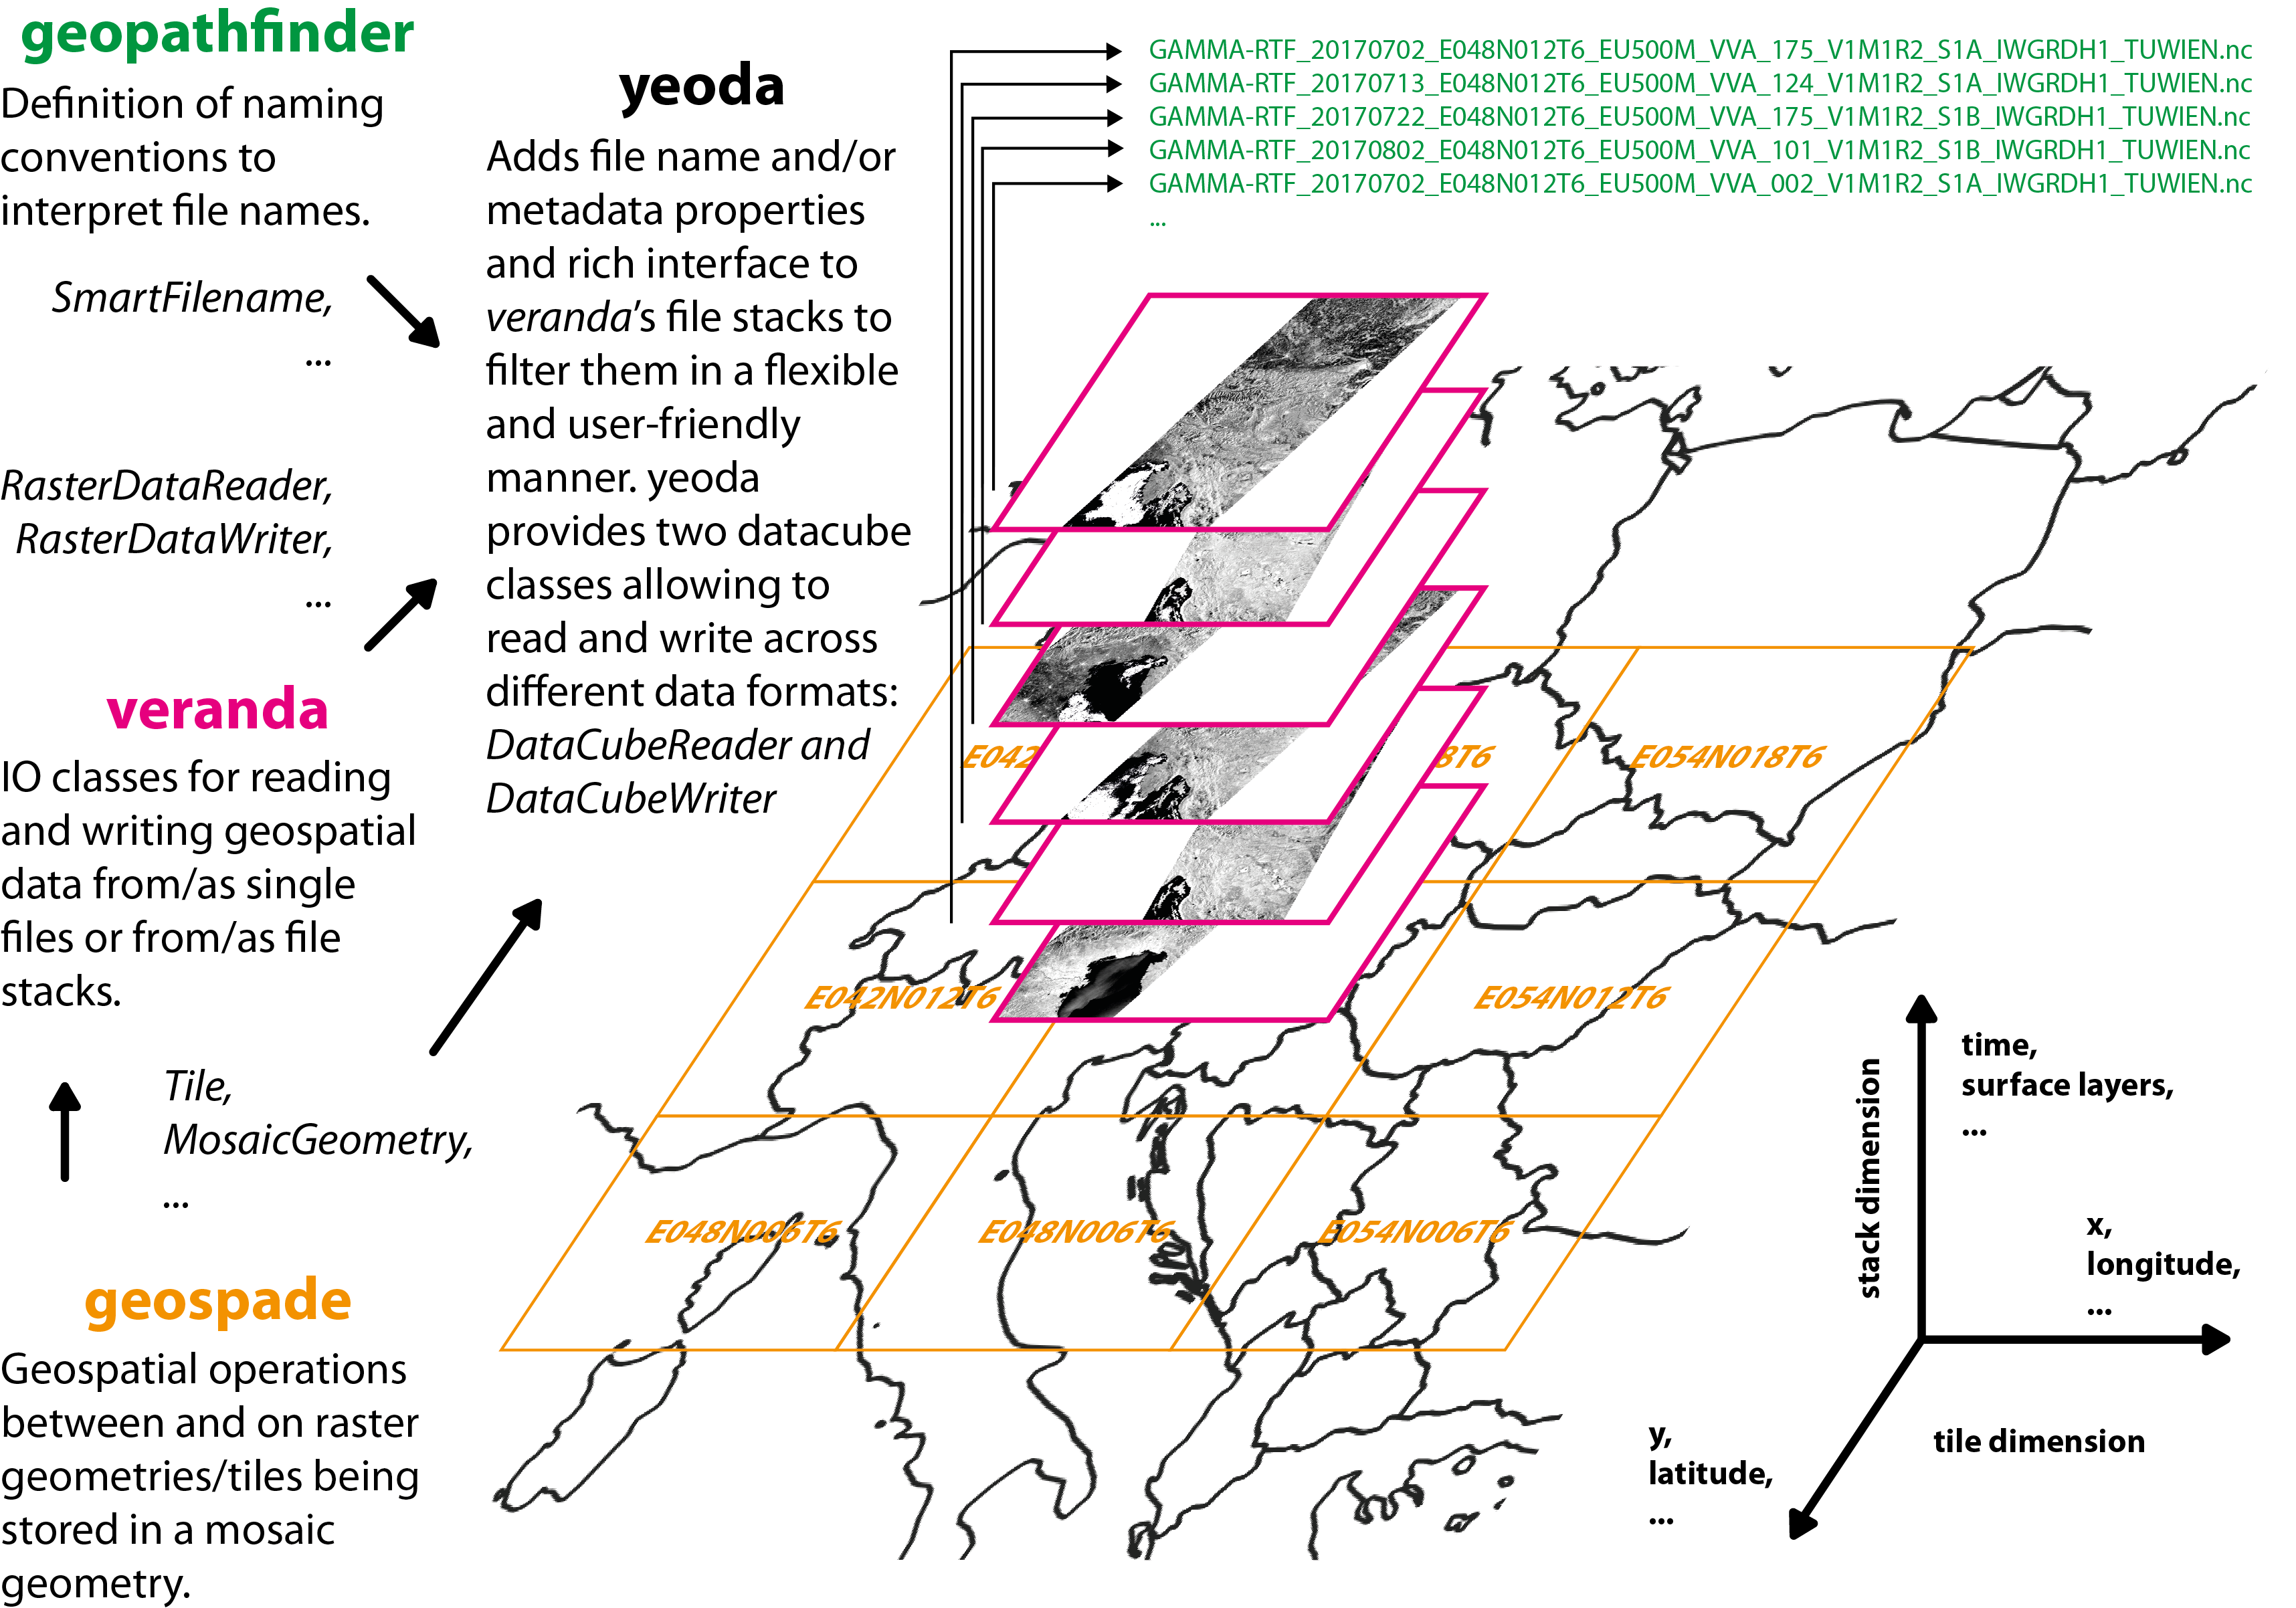 geopathfinder
Definition of naming
conventions to
interpret file names.
SmartFilename,
...
RasterDataReader,
RasterDataWriter,
...
veranda
IO classes for reading
and writing geospatial
data from/as single
files or from/as file
stacks.
Tile,
MosaicGeometry,
...
geospade
Geospatial operations
between and on raster
geometries/tiles being
stored in a mosaic
geometry.
yeoda
Adds file name and/or
metadata properties
and rich interface to
veranda's file stacks to
filter them in a flexible
and user-friendly
manner. yeoda
provides two datacube
classes allowing to
read and write across
different data formats:
DataCubeReader and
DataCubeWriter
GAMMA-RTF_20170702_E048N012T6_EU500M_VVA_175_V1M1R2_S1A_IWGRDH1_TUWIEN.nc
GAMMA-RTF_20170713_E048N012T6_EU500M_VVA_124_V1M1R2_S1A_IWGRDH1_TUWIEN.nc
GAMMA-RTF_20170722_E048N012T6_EU500M_VVA_175_V1M1R2_S1B_IWGRDH1_TUWIEN.nc
GAMMA-RTF_20170802_E048N012T6_EU500M_VVA_101_V1M1R2_S1B_IWGRDH1_TUWIEN.nc
GAMMA-RTF_20170702_E048N012T6_EU500M_VVA_002_V1M1R2_S1A_IWGRDH1_TUWIEN.nc
...
E042
8T6
E054N018T6
E042N012T6
E054N012T6
E048N006T6
E048N006T6
E054N006T6
stack dimension
time,
surface layers,
...
x,
longitude,
...
y,
latitude,
...
tile dimension